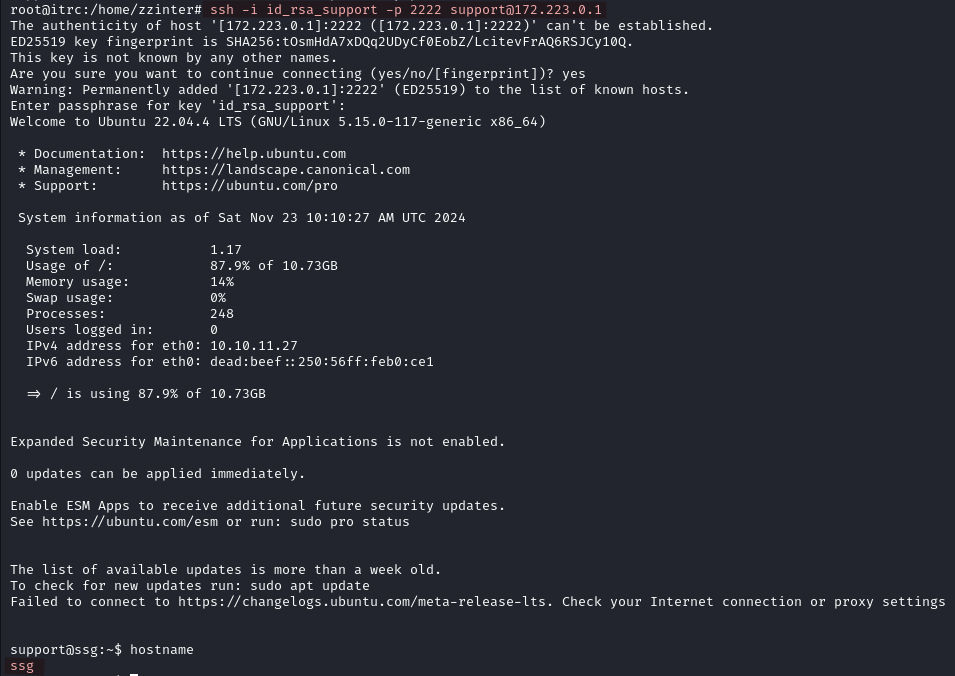 root@itrc:/home/zzinter# ssh -i id_rsa_support -p 2222 support@172.223.0.1
The authenticity of host '[172.223.0.1]:2222 ([172.223.0.1]:2222)' can't be established.
ED25519 key fingerprint is SHA256:tOsmHdA7xDQq2UDyCf0EobZ/LcitevFrAQ6RSJCy10Q.
This key is not known by any other names.
Are you sure you want to continue connecting (yes/no/[fingerprint])? yes
Warning: Permanently added '[172.223.0.1]:2222' (ED25519) to the list of known hosts.
Enter passphrase for key 'id_rsa_support':
Welcome to Ubuntu 22.04.4 LTS (GNU/Linux 5.15.0-117-generic x86_64)

 * Documentation:  https://help.ubuntu.com
 * Management:     https://landscape.canonical.com
 * Support:        https://ubuntu.com/pro

 System information as of Sat Nov 23 10:10:27 AM UTC 2024

  System load:           1.17
  Usage of /:            87.9% of 10.73GB
  Memory usage:          14%
  Swap usage:            0%
  Processes:             248
  Users logged in:       0
  IPv4 address for eth0: 10.10.11.27
  IPv6 address for eth0: dead:beef::250:56ff:feb0:ce1

  => / is using 87.9% of 10.73GB

Expanded Security Maintenance for Applications is not enabled.

0 updates can be applied immediately.

Enable ESM Apps to receive additional future security updates.
See https://ubuntu.com/esm or run: sudo pro status

The list of available updates is more than a week old.
To check for new updates run: sudo apt update
Failed to connect to https://changelogs.ubuntu.com/meta-release-lts. Check your Internet connection or proxy settings

support@ssg:~$ hostname
ssg